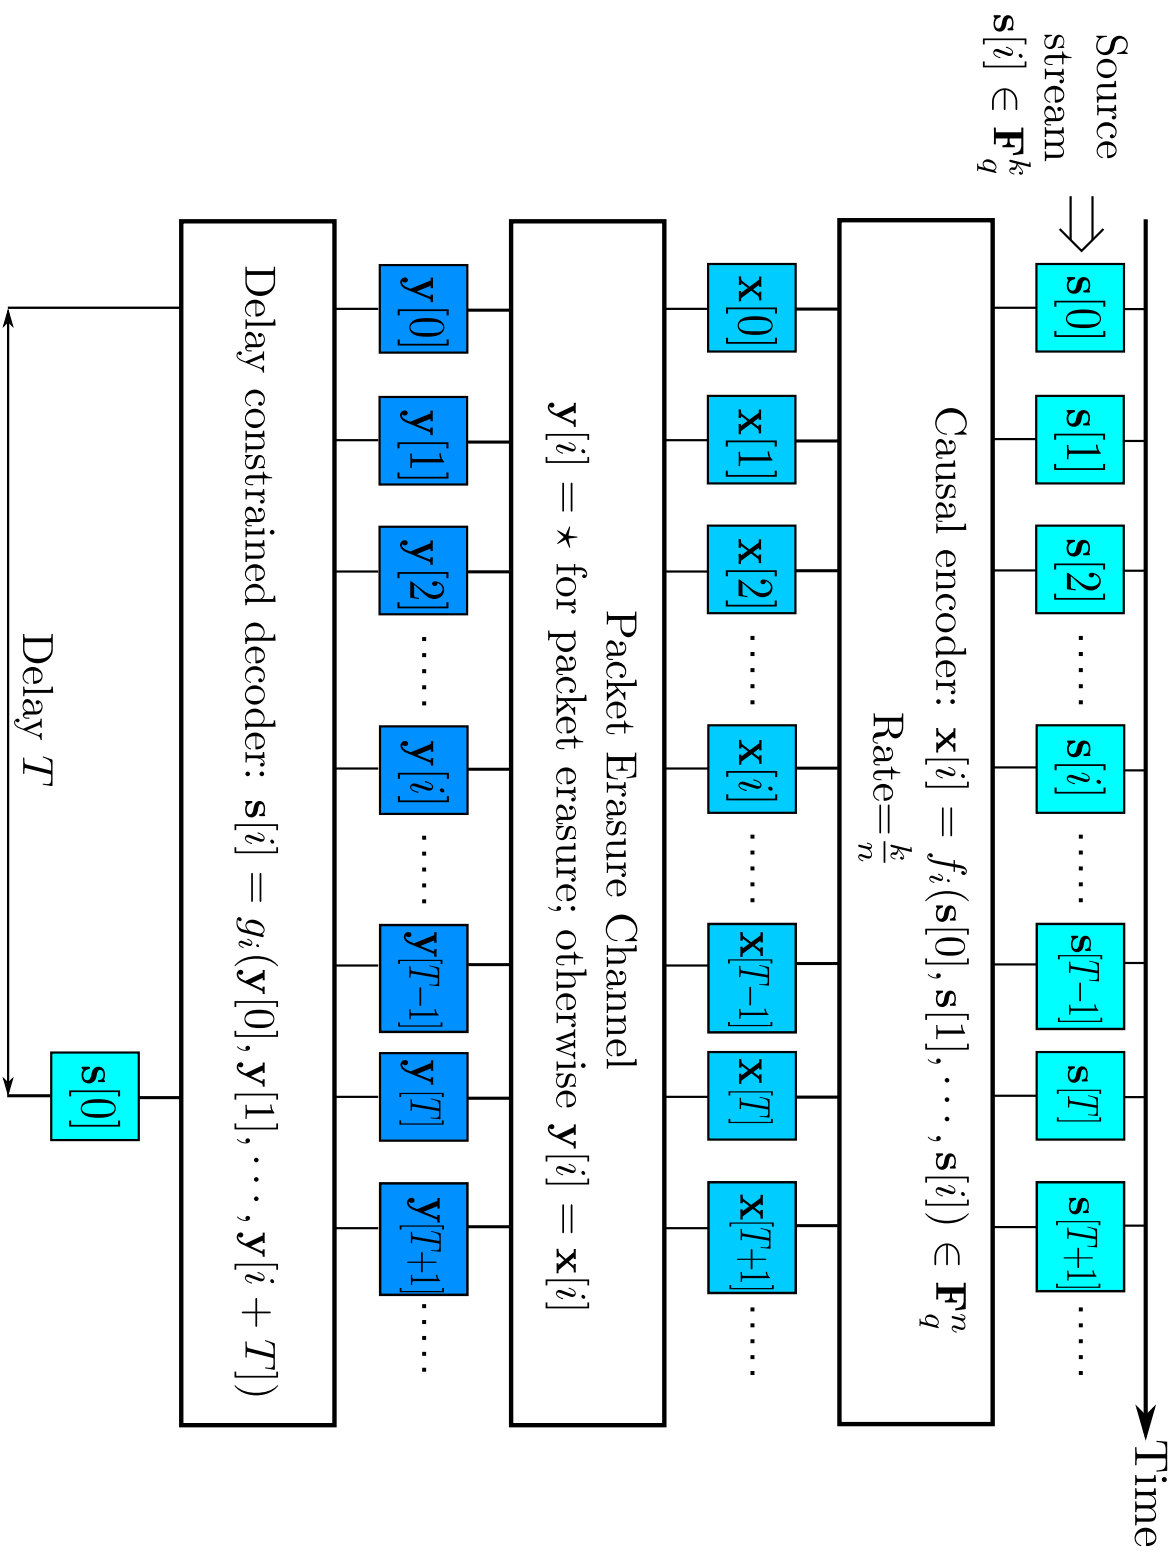 Time
Source
stream
s[i] ∈ F_q^k
s[0] s[1] s[2] ...... s[i] ...... s[T−1] s[T] s[T+1] ......
Causal encoder: x[i] = f_i(s[0], s[1], ⋯, s[i]) ∈ F_q^n
Rate=k/n
x[0] x[1] x[2] ...... x[i] ...... x[T−1] x[T] x[T+1] ......
Packet Erasure Channel
y[i] = ⋆ for packet erasure; otherwise y[i] = x[i]
y[0] y[1] y[2] ...... y[i] ...... y[T−1] y[T] y[T+1] ......
Delay constrained decoder: s[i] = g_i(y[0], y[1], ⋯, y[i + T])
s[0]
Delay T